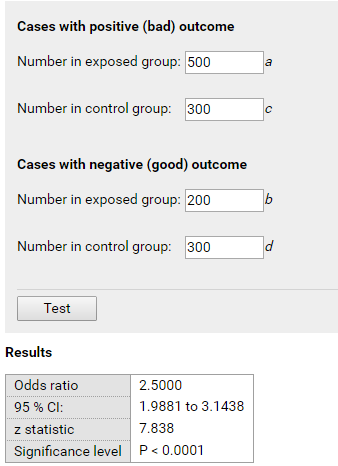 Cases with positive (bad) outcome
Number in exposed group: 500 a
Number in control group: 300 c
Cases with negative (good) outcome
Number in exposed group: 200 b
Number in control group: 300 d
Test
Results
Odds ratio 2.5000
95 % CI: 1.9881 to 3.1438
z statistic 7.838
Significance level P < 0.0001